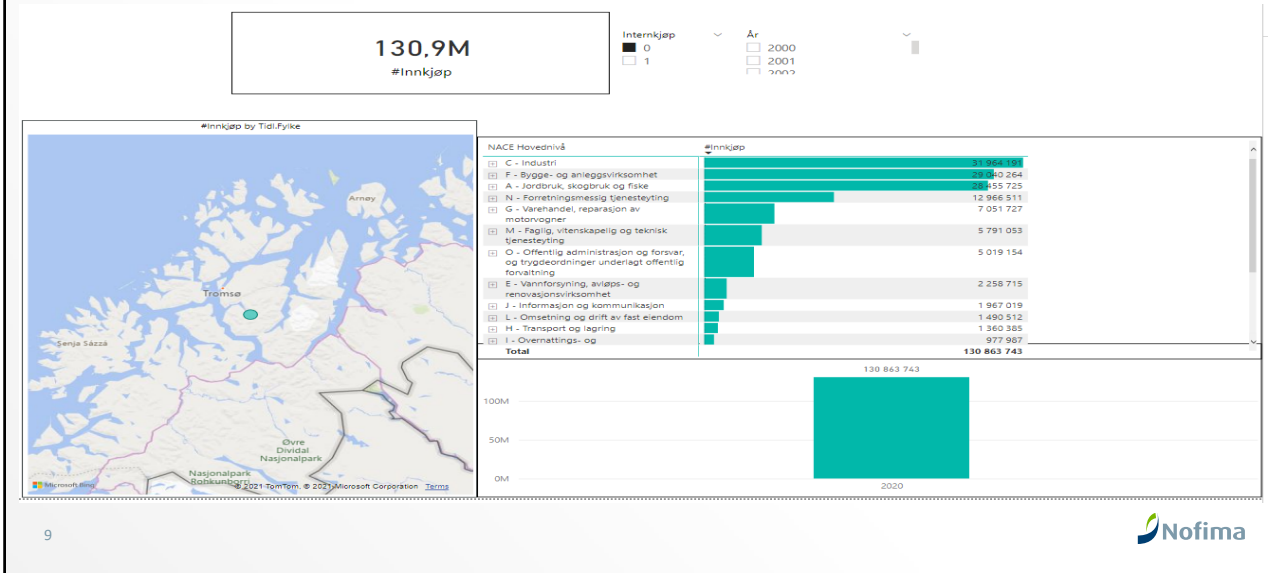 130,9M
#Innkjøp
Internkjøp
0
1
År
2000
2001
2002
#Innkjøp by Tidl.Fylke
Arnøy
Tromsø
Senja Sážžá
Øvre
Dividal
Nasjonalpark
Nasjonalpark
Rohkunborri
Microsoft Bing
© 2021 TomTom, © 2021 Microsoft Corporation Terms
NACE Hovednivå #Innkjøp
C - Industri 31 964 191
F - Bygge- og anleggsvirksomhet 29 040 264
A - Jordbruk, skogbruk og fiske 28 455 725
N - Forretningsmessig tjenesteyting 12 966 511
G - Varehandel, reparasjon av 7 051 727
motorvogner
M - Faglig, vitenskapelig og teknisk 5 791 053
tjenesteyting
O - Offentlig administrasjon og forsvar, 5 019 154
og trygdeordninger underlagt offentlig
forvaltning
E - Vannforsyning, avløps- og 2 258 715
renovasjonsvirksomhet
J - Informasjon og kommunikasjon 1 967 019
L - Omsetning og drift av fast eiendom 1 490 512
H - Transport og lagring 1 360 385
I - Overnattings- og 977 987
Total 130 863 743
130 863 743
100M
50M
0M
2020
9
Nofima